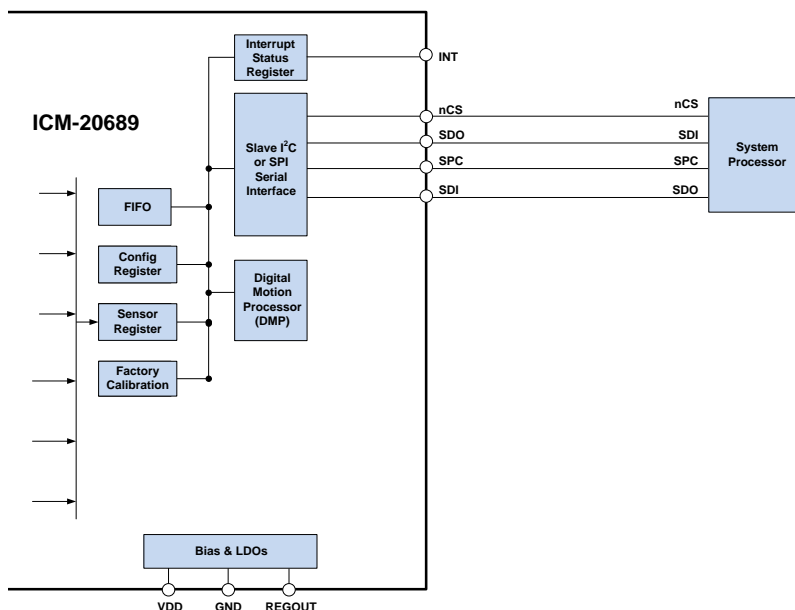 Interrupt
Status
Register
INT
ICM-20689
nCS
nCS
SDO
SDI
SPC
SPC
SDI
SDO
Slave I²C
or SPI
Serial
Interface
System
Processor
FIFO
Config
Register
Digital
Motion
Processor
(DMP)
Sensor
Register
Factory
Calibration
Bias & LDOs
VDD
GND
REGOUT